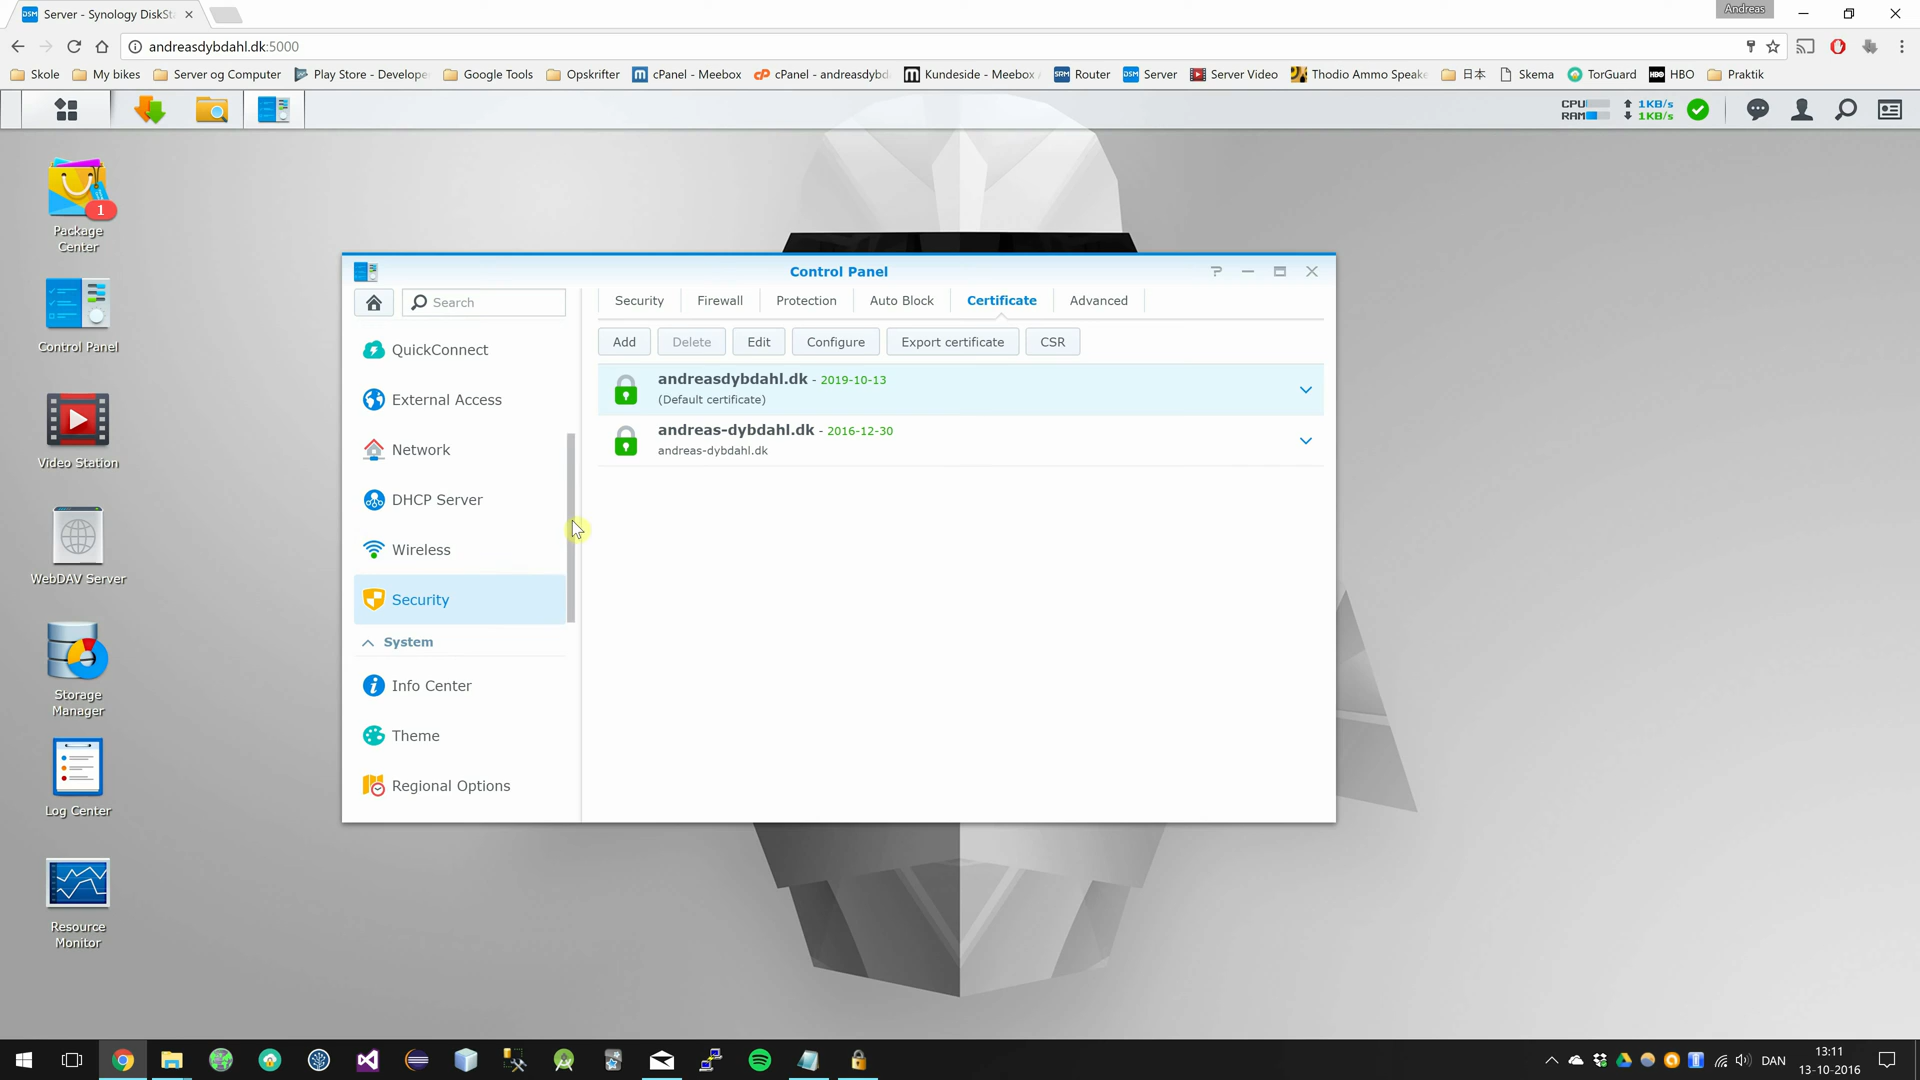 Server - Synology DiskSt
Andreas
andreasdybdahl.dk:5000
Skole
My bikes
Server og Computer
Play Store - Develope
Google Tools
Opskrifter
cPanel - Meebox
cPanel - andreasdybd
Kundeside - Meebox
Router
Server
Server Video
Thodio Ammo Speake
日本
Skema
TorGuard
HBO
Praktik
CPU
RAM
1KB/s
1KB/s
1
Package
Center
Control Panel
Video Station
WebDAV Server
Storage
Manager
Log Center
Resource
Monitor
Control Panel
Search
QuickConnect
External Access
Network
DHCP Server
Wireless
Security
System
Info Center
Theme
Regional Options
Security
Firewall
Protection
Auto Block
Certificate
Advanced
Add
Delete
Edit
Configure
Export certificate
CSR
andreasdybdahl.dk - 2019-10-13
(Default certificate)
andreas-dybdahl.dk - 2016-12-30
andreas-dybdahl.dk
DAN
13:11
13-10-2016